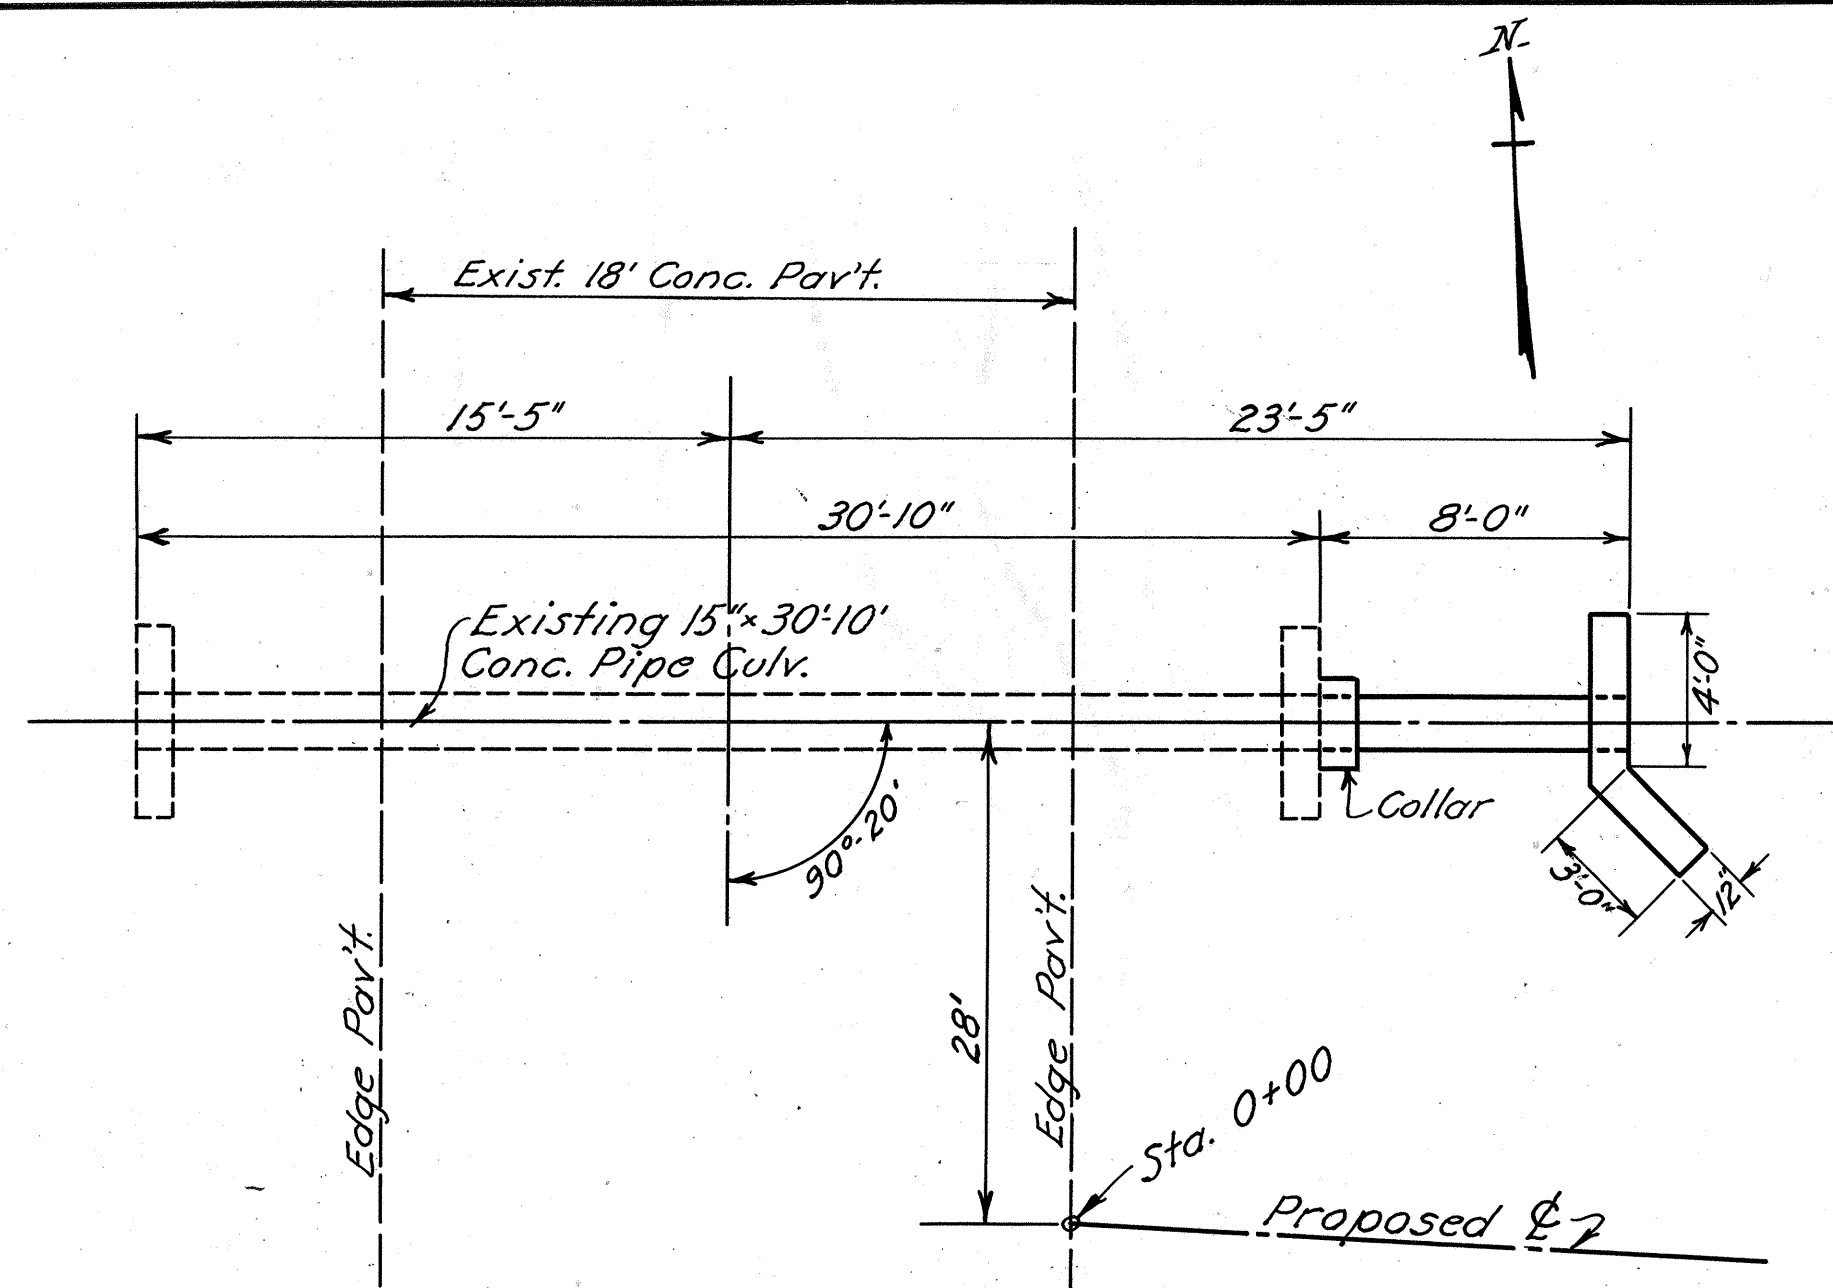 N
Exist. 18' Conc. Pav't.
15'-5"
23'-5"
30'-10"
8'-0"
Existing 15"×30'-10'
Conc. Pipe Culv.
4'-0"
90°-20'
Collar
3'-0"
12"
28'
Edge Pav't.
Edge Pav't.
Sta. 0+00
Proposed ℄